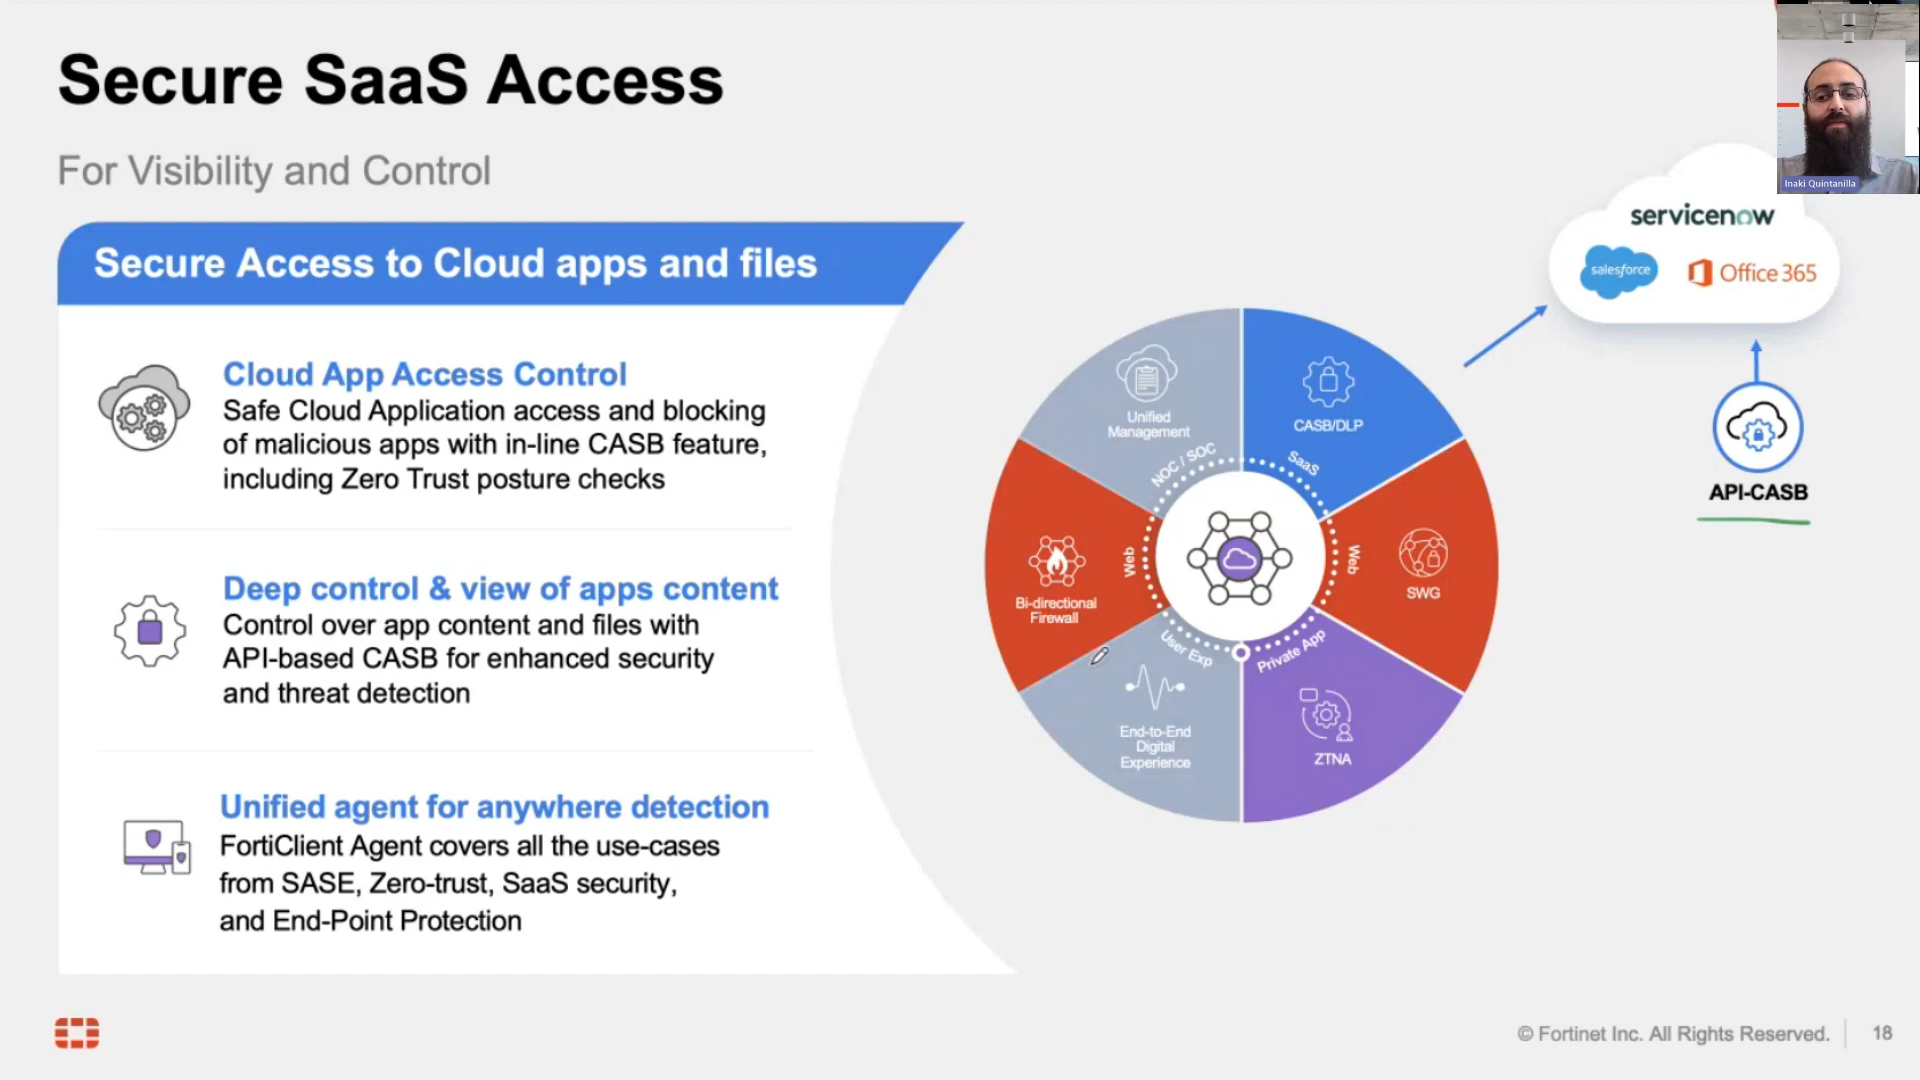 Secure SaaS Access
For Visibility and Control
Secure Access to Cloud apps and files
Cloud App Access Control
Safe Cloud Application access and blocking
of malicious apps with in-line CASB feature,
including Zero Trust posture checks
Deep control & view of apps content
Control over app content and files with
API-based CASB for enhanced security
and threat detection
Unified agent for anywhere detection
FortiClient Agent covers all the use-cases
from SASE, Zero-trust, SaaS security,
and End-Point Protection
Unified
Management
CASB/DLP
NOC / SOC
SaaS
Bi-directional
Firewall
Web
Web
SWG
User Exp
Private App
End-to-End
Digital
Experience
ZTNA
Inaki Quintanilla
servicenow
salesforce
Office 365
API-CASB
© Fortinet Inc. All Rights Reserved.
18